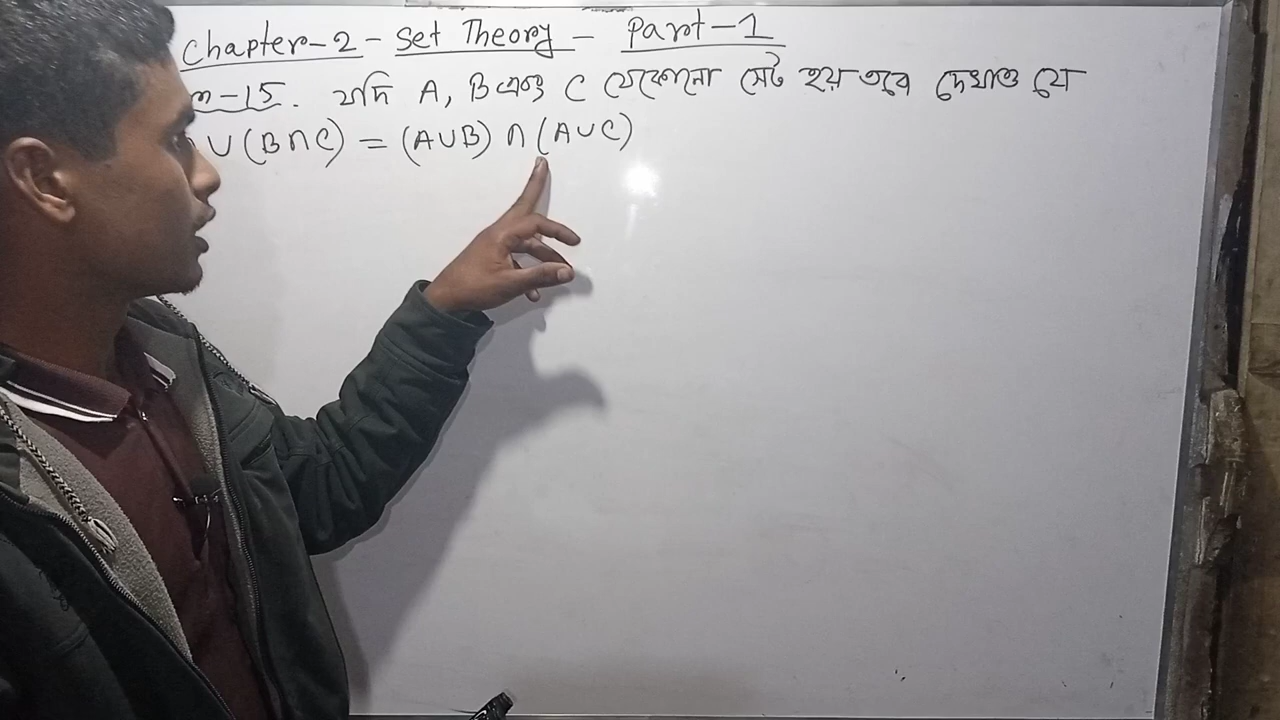 Chapter-2 - Set Theory - Part-1
-15. যদি A, B এবং C যেকোনো সেট হয় তবে দেখাও যে
∪(B∩C) = (A∪B) ∩ (A∪C)